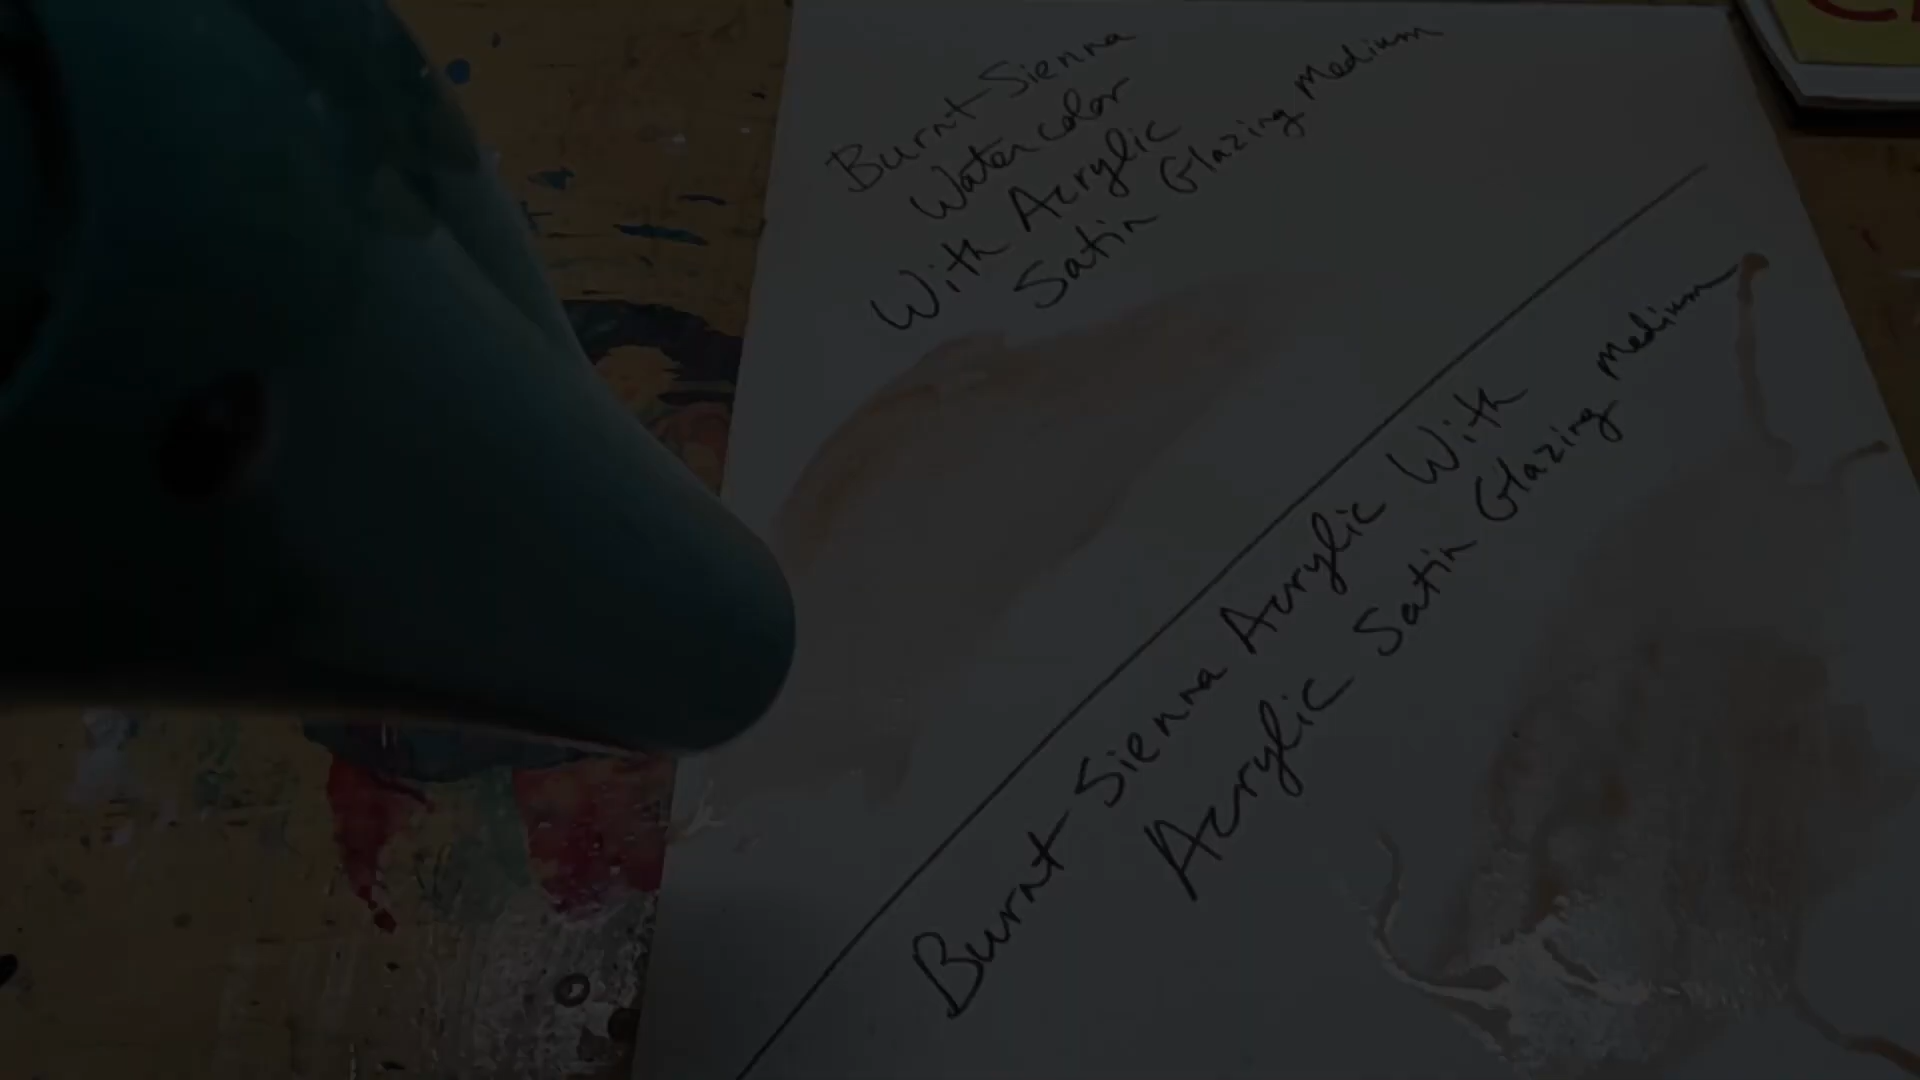 Burnt Sienna
Watercolor
With Acrylic
Satin Glazing Medium
Burnt Sienna Acrylic With
Acrylic Satin Glazing Medium